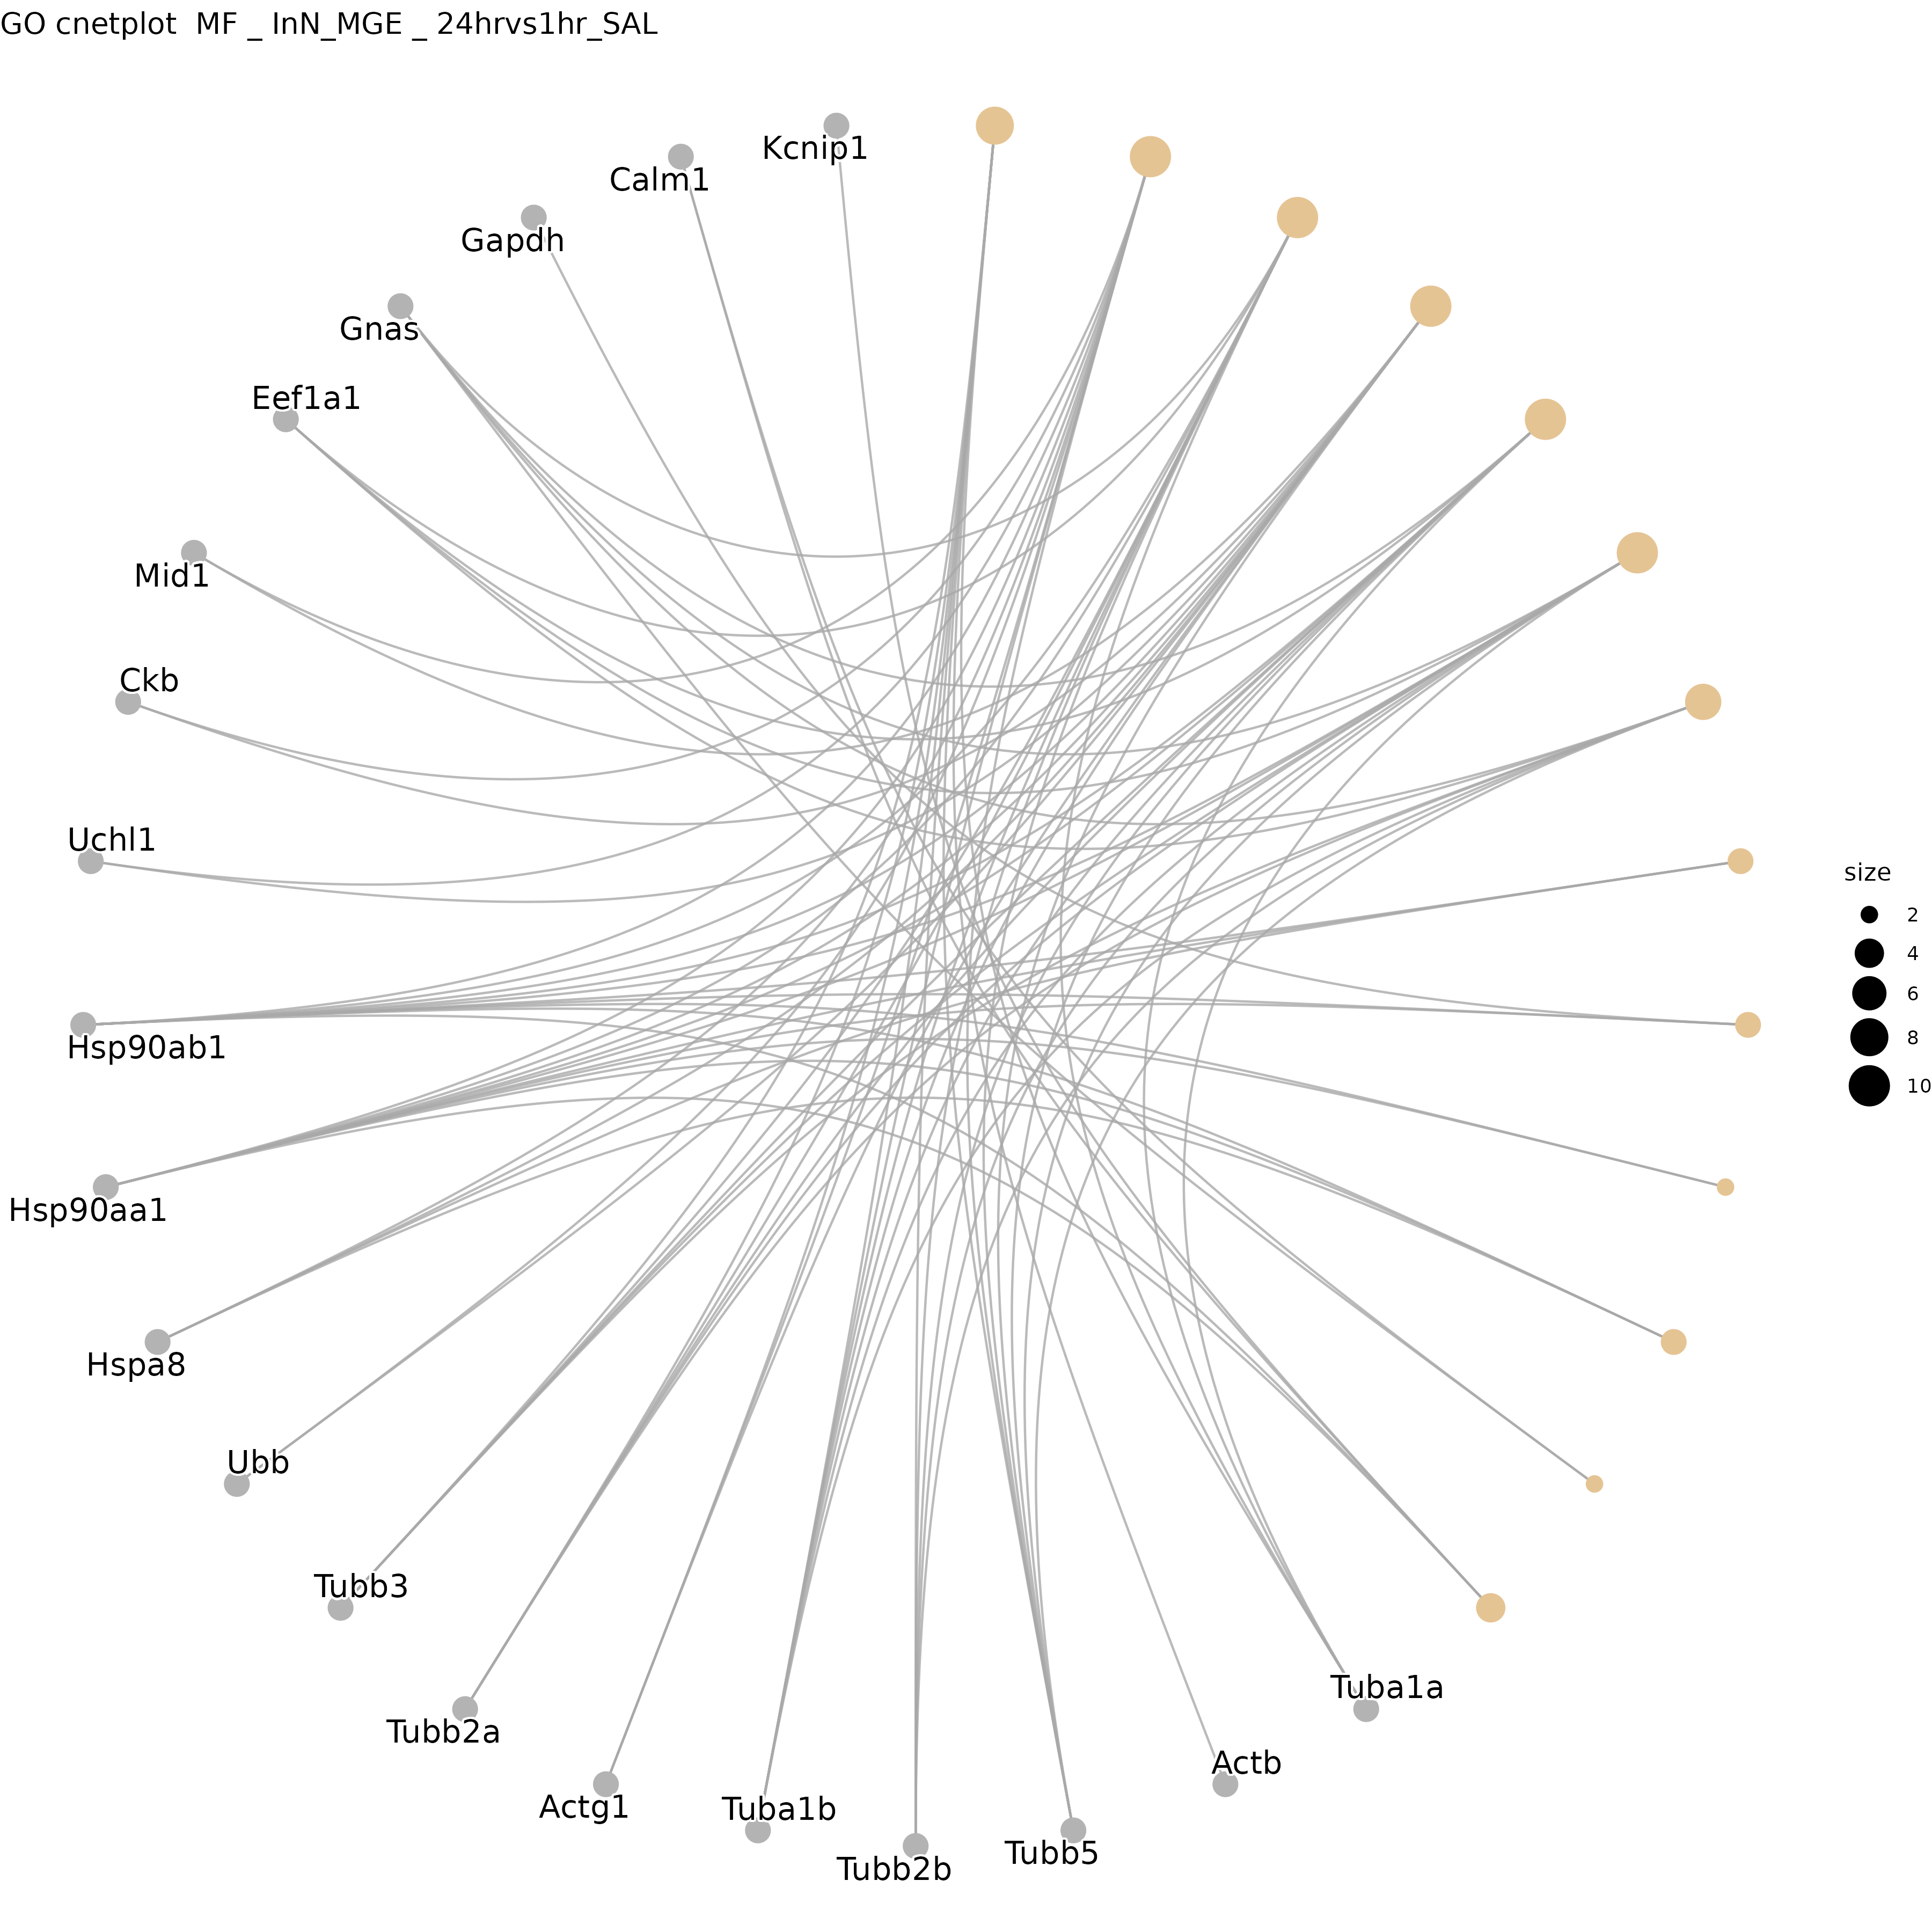 GO cnetplot  MF _ InN_MGE _ 24hrvs1hr_SAL
Kcnip1
Calm1
Gapdh
Gnas
Eef1a1
Mid1
Ckb
Uchl1
Hsp90ab1
Hsp90aa1
Hspa8
Ubb
Tubb3
Tubb2a
Actg1
Tuba1b
Tubb2b
Tubb5
Actb
Tuba1a
size
2
4
6
8
10